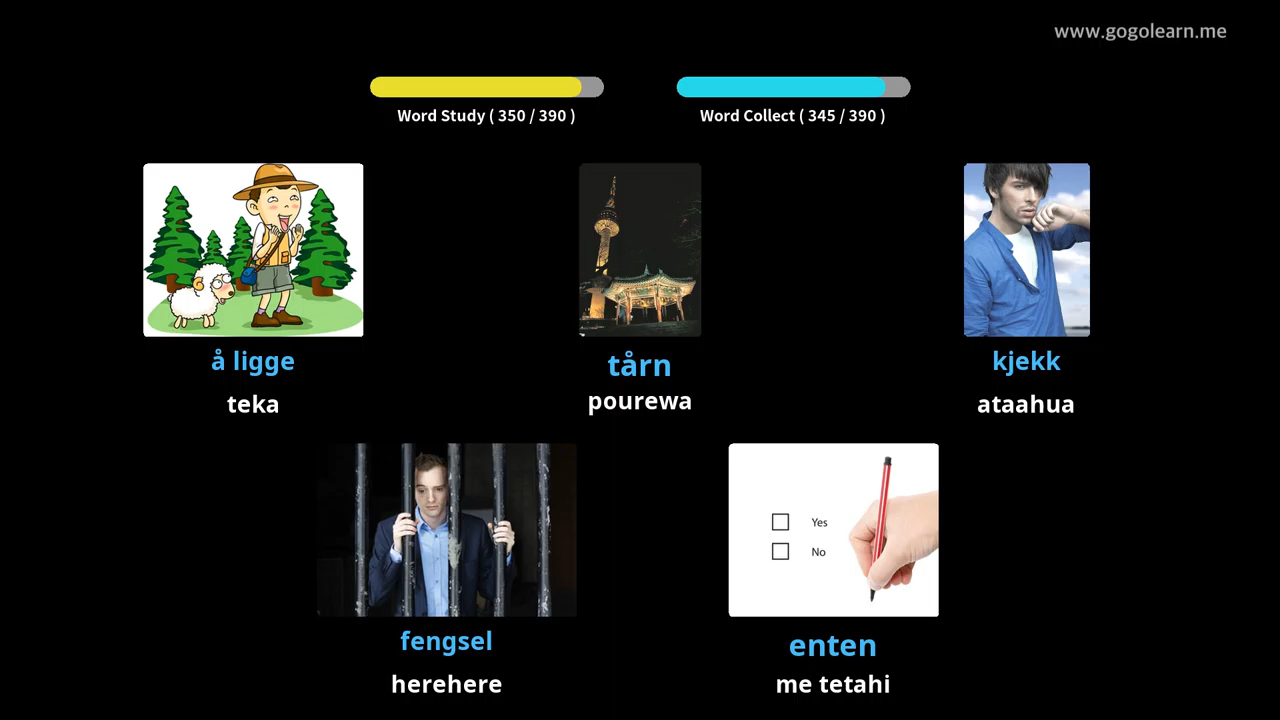 www.gogolearn.me
Word Study ( 350 / 390 )
Word Collect ( 345 / 390 )
å ligge
teka
tårn
pourewa
kjekk
ataahua
fengsel
herehere
Yes
No
enten
me tetahi